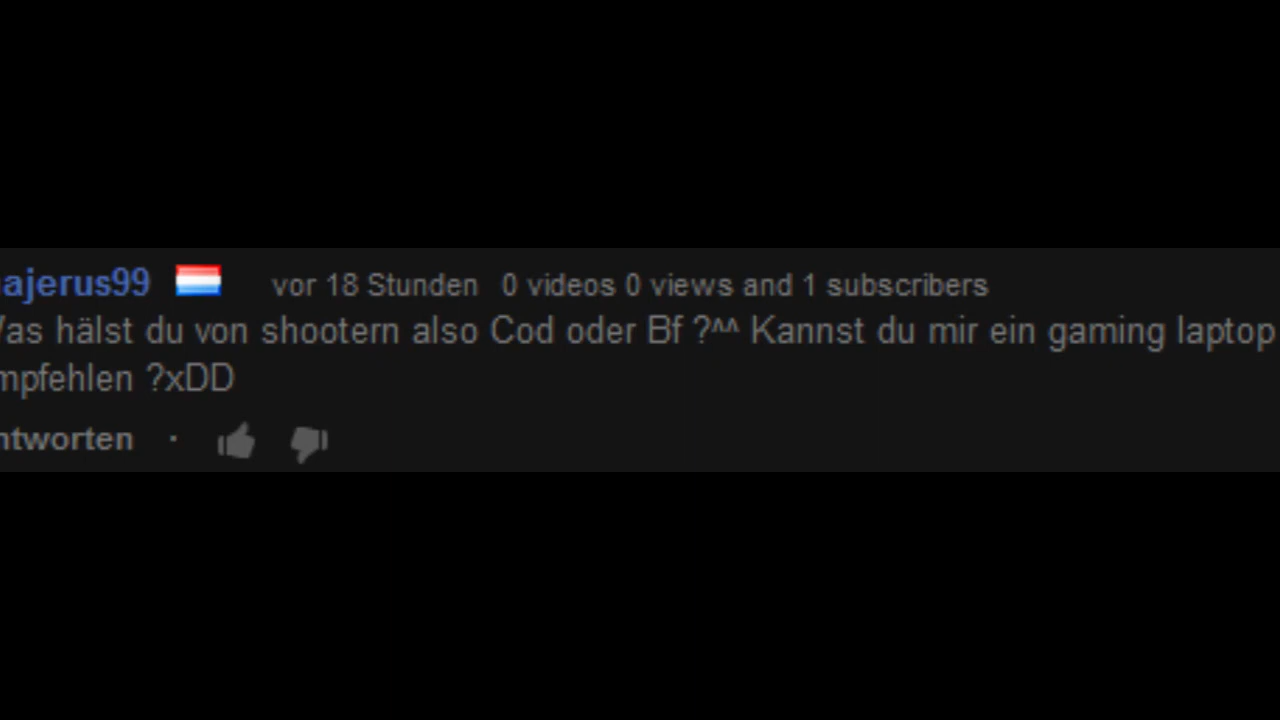 ajerus99 vor 18 Stunden 0 videos 0 views and 1 subscribers
Was hälst du von shootern also Cod oder Bf ?^^ Kannst du mir ein gaming laptop
mpfehlen ?xDD
ntworten ·